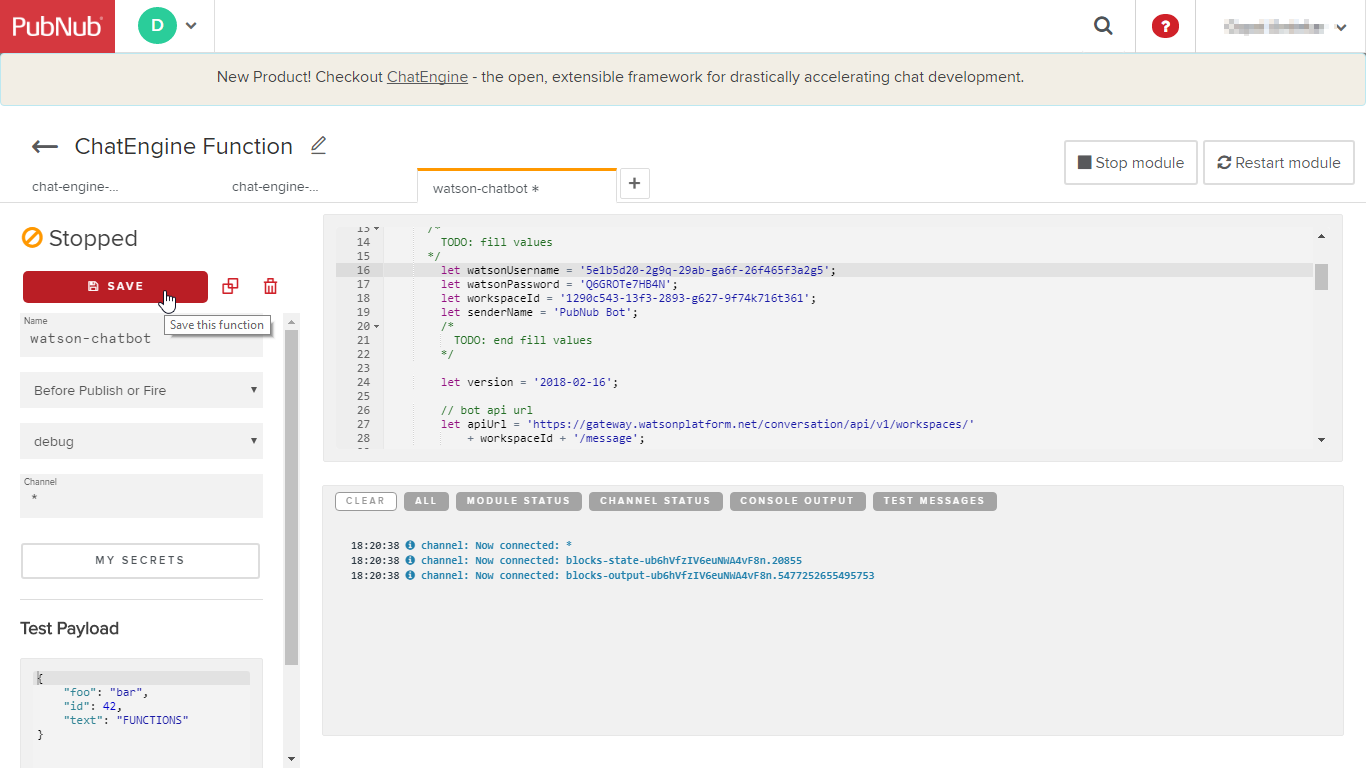 PubNub
D
?
New Product! Checkout ChatEngine - the open, extensible framework for drastically accelerating chat development.
ChatEngine Function
Stop module
Restart module
chat-engine-...
chat-engine-...
watson-chatbot *
+
Stopped
SAVE
Save this function
Name
watson-chatbot
Before Publish or Fire
debug
Channel
*
MY SECRETS
Test Payload
{
"foo": "bar",
"id": 42,
"text": "FUNCTIONS"
}
13 /*
14 TODO: fill values
15 */
16 let watsonUsername = '5e1b5d20-2g9q-29ab-ga6f-26f465f3a2g5';
17 let watsonPassword = 'Q6GROTe7HB4N';
18 let workspaceId = '1290c543-13f3-2893-g627-9f74k716t361';
19 let senderName = 'PubNub Bot';
20 /*
21 TODO: end fill values
22 */
23
24 let version = '2018-02-16';
25
26 // bot api url
27 let apiUrl = 'https://gateway.watsonplatform.net/conversation/api/v1/workspaces/'
28 + workspaceId + '/message';
CLEAR ALL MODULE STATUS CHANNEL STATUS CONSOLE OUTPUT TEST MESSAGES
18:20:38 channel: Now connected: *
18:20:38 channel: Now connected: blocks-state-ub6hVfzIV6euNWA4vF8n.20855
18:20:38 channel: Now connected: blocks-output-ub6hVfzIV6euNWA4vF8n.5477252655495753